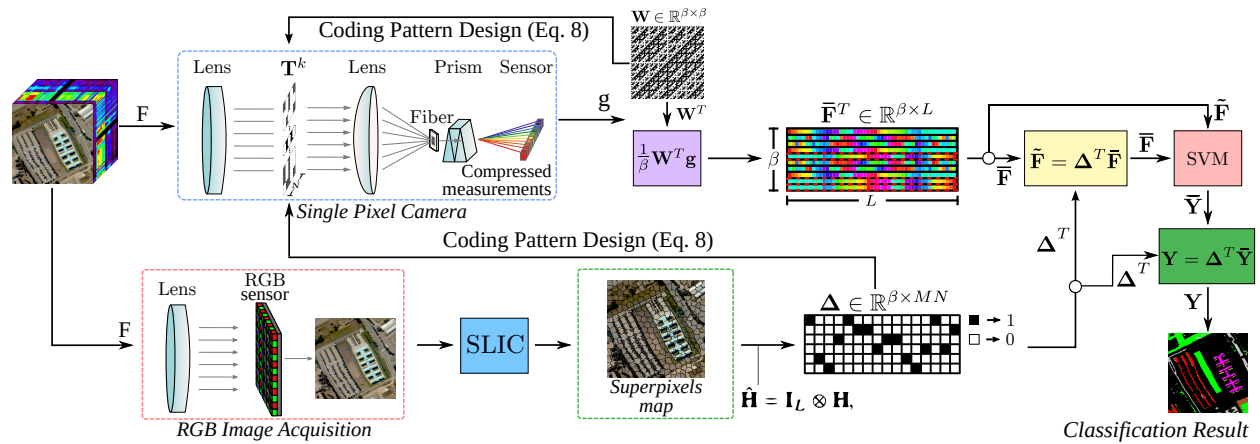 Coding Pattern Design (Eq. 8)
W ∈ ℝ^{β×β}
Lens
T^k
Lens
Prism
Sensor
F
Fiber
N
Compressed
measurements
Single Pixel Camera
g
W^T
1/β W^T g
F̅^T ∈ ℝ^{β×L}
β
L
F̅
F̃
F̃ = Δ^T F̅
F̅
SVM
Y̅
Δ^T
Δ^T
Y = Δ^T Y̅
Y
Coding Pattern Design (Eq. 8)
F
Lens
RGB
sensor
RGB Image Acquisition
SLIC
Superpixels
map
Ĥ = I_L ⊗ H,
Δ ∈ ℝ^{β×MN}
1
0
Classification Result